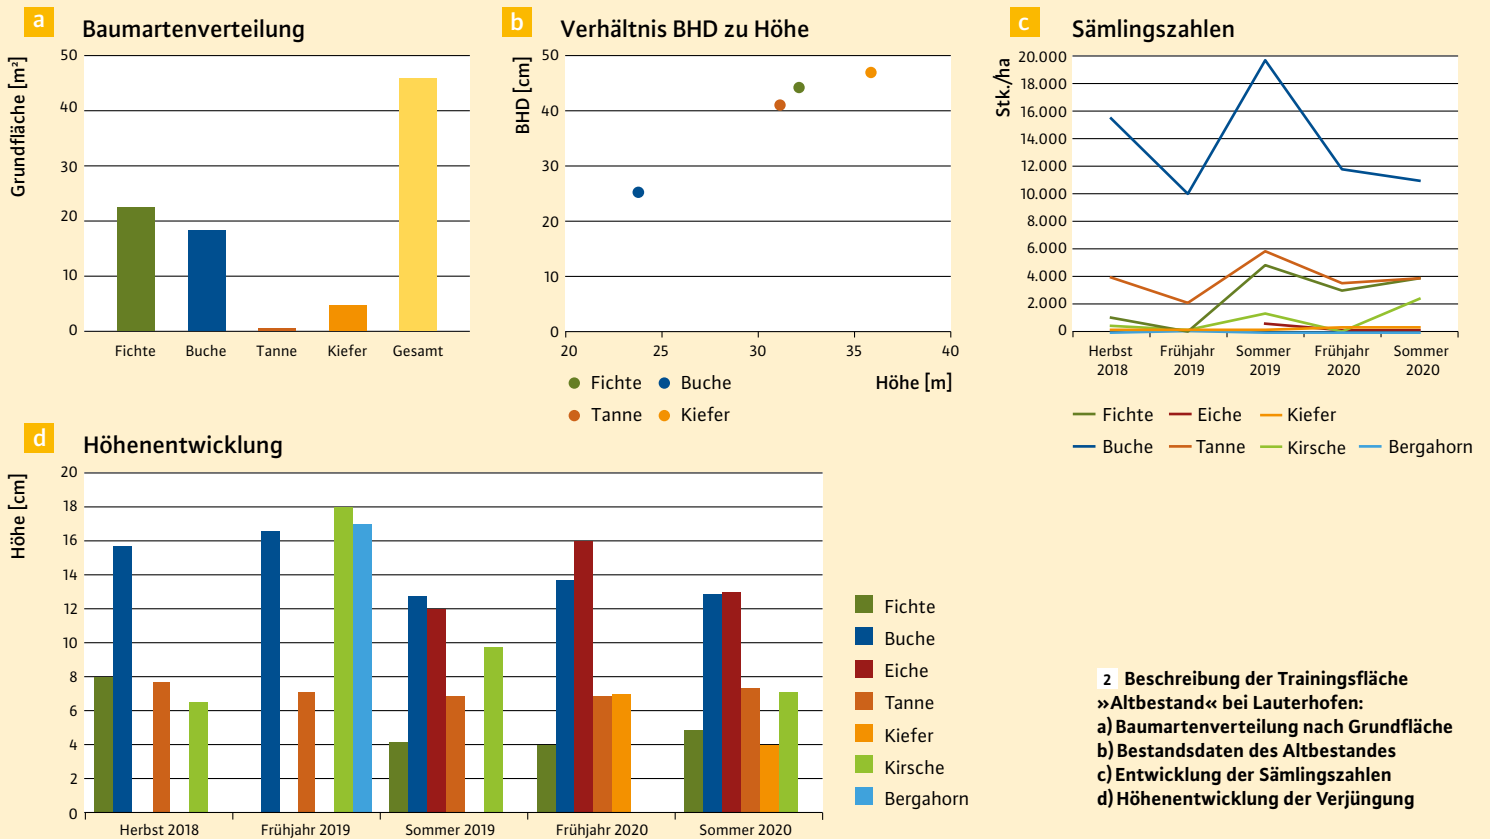 a Baumartenverteilung
Grundfläche [m²]
50
40
30
20
10
0
Fichte Buche Tanne Kiefer Gesamt
b Verhältnis BHD zu Höhe
BHD [cm]
50
40
30
20
10
0
20 25 30 35 40
Höhe [m]
Fichte Buche
Tanne Kiefer
c Sämlingszahlen
Stk./ha
20.000
18.000
16.000
14.000
12.000
10.000
8.000
6.000
4.000
2.000
0
Herbst Frühjahr Sommer Frühjahr Sommer
2018 2019 2019 2020 2020
Fichte Eiche Kiefer
Buche Tanne Kirsche Bergahorn
d Höhenentwicklung
Höhe [cm]
20
18
16
14
12
10
8
6
4
2
0
Herbst 2018 Frühjahr 2019 Sommer 2019 Frühjahr 2020 Sommer 2020
Fichte
Buche
Eiche
Tanne
Kiefer
Kirsche
Bergahorn
2 Beschreibung der Trainingsfläche
»Altbestand« bei Lauterhofen:
a) Baumartenverteilung nach Grundfläche
b) Bestandsdaten des Altbestandes
c) Entwicklung der Sämlingszahlen
d) Höhenentwicklung der Verjüngung